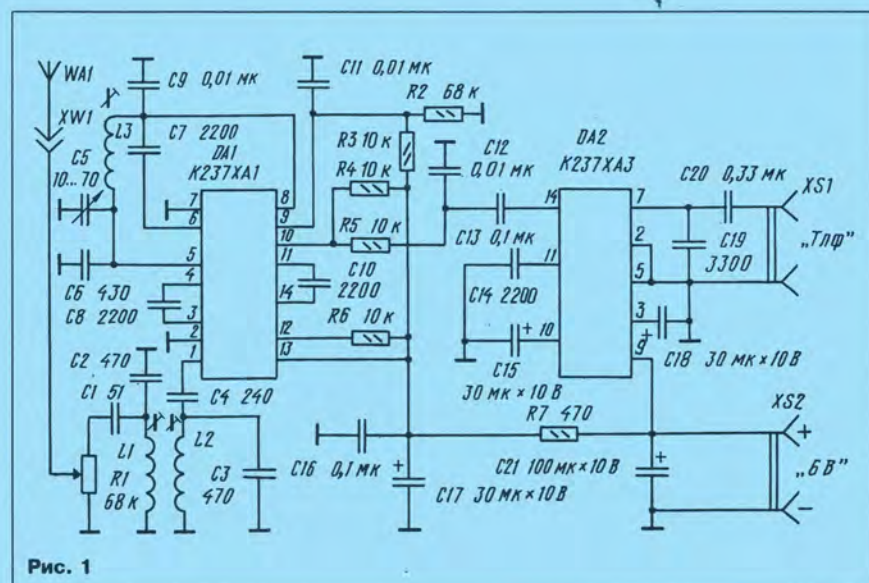 WA1
XW1
C9 0,01 мк
C11 0,01 мк
R2 68 к
L3
C7 2200
DA1
К237ХА1
R3 10 к
R4 10 к
C12
0,01 мк
DA2
К237ХА3
C20 0,33 мк
XS1
C5
10...70
7
6
8
9
10
R5 10 к
14
7
C13 0,1 мк
2
C19
3300
„Тлф"
5
11
11
5
C6 430
C8 2200
4
14
C10
2200
C14 2200
3
3
2
12
R6 10 к
10
C18 30 мк × 10 В
C2 470
1
13
C15
30 мк × 10 В
9
C1 51
C4 240
R7 470
XS2
L1
L2
R1
68 к
C3
470
C16 0,1 мк
C17 30 мк × 10 В
C21 100 мк × 10 В
+
„6 В"
–
Рис. 1